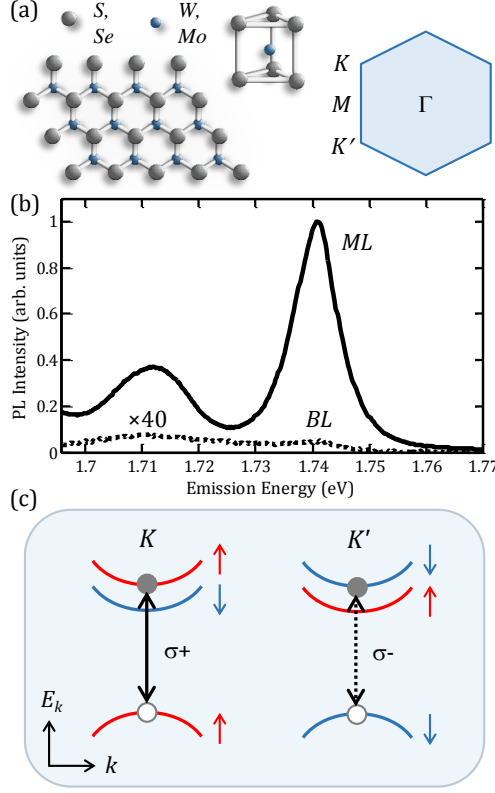 (a)
S,
Se
W,
Mo
K
M
K′
Γ
(b)
PL Intensity (arb. units)
1
0.8
0.6
0.4
0.2
0
ML
×40
BL
1.7
1.71
1.72
1.73
1.74
1.75
1.76
1.77
Emission Energy (eV)
(c)
K
K′
σ+
σ-
E_k
k